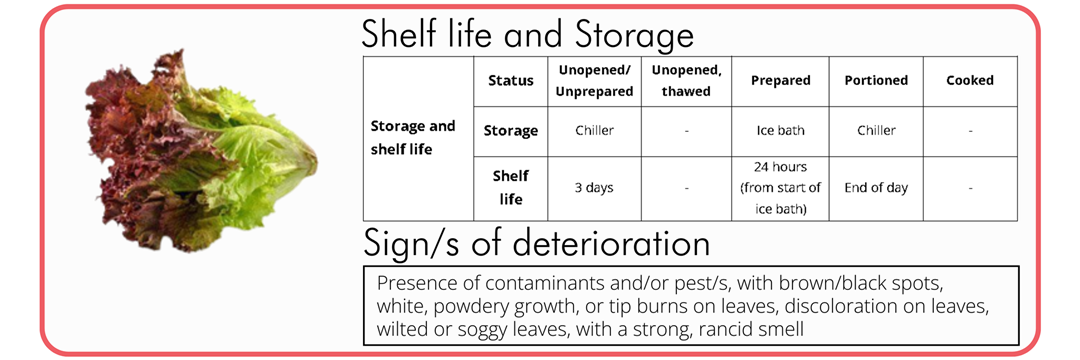 Shelf life and Storage
Storage and
shelf life
Status
Unopened/
Unprepared
Unopened,
thawed
Prepared
Portioned
Cooked
Storage
Chiller
-
Ice bath
Chiller
-
Shelf
life
3 days
-
24 hours
(from start of
ice bath)
End of day
-
Sign/s of deterioration
Presence of contaminants and/or pest/s, with brown/black spots,
white, powdery growth, or tip burns on leaves, discoloration on leaves,
wilted or soggy leaves, with a strong, rancid smell